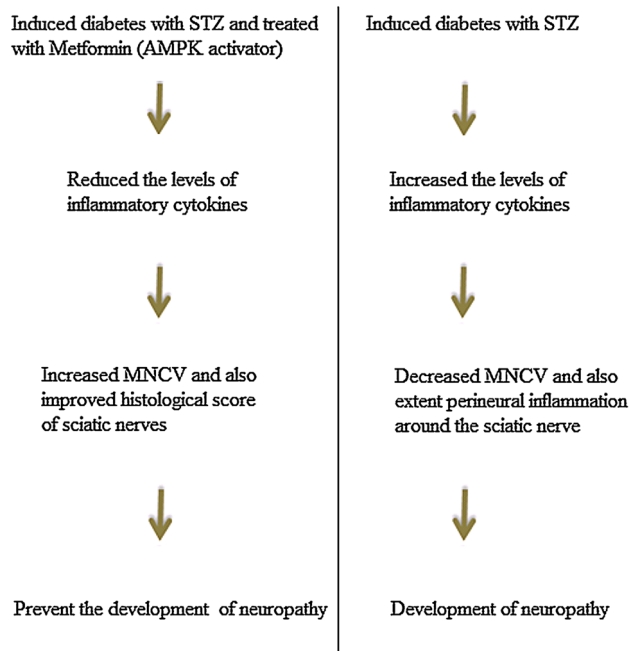 Induced diabetes with STZ and treated
with Metformin (AMPK activator)
Reduced the levels of
inflammatory cytokines
Increased MNCV and also
improved histological score
of sciatic nerves
Prevent the development of neuropathy
Induced diabetes with STZ
Increased the levels of
inflammatory cytokines
Decreased MNCV and also
extent perineural inflammation
around the sciatic nerve
Development of neuropathy